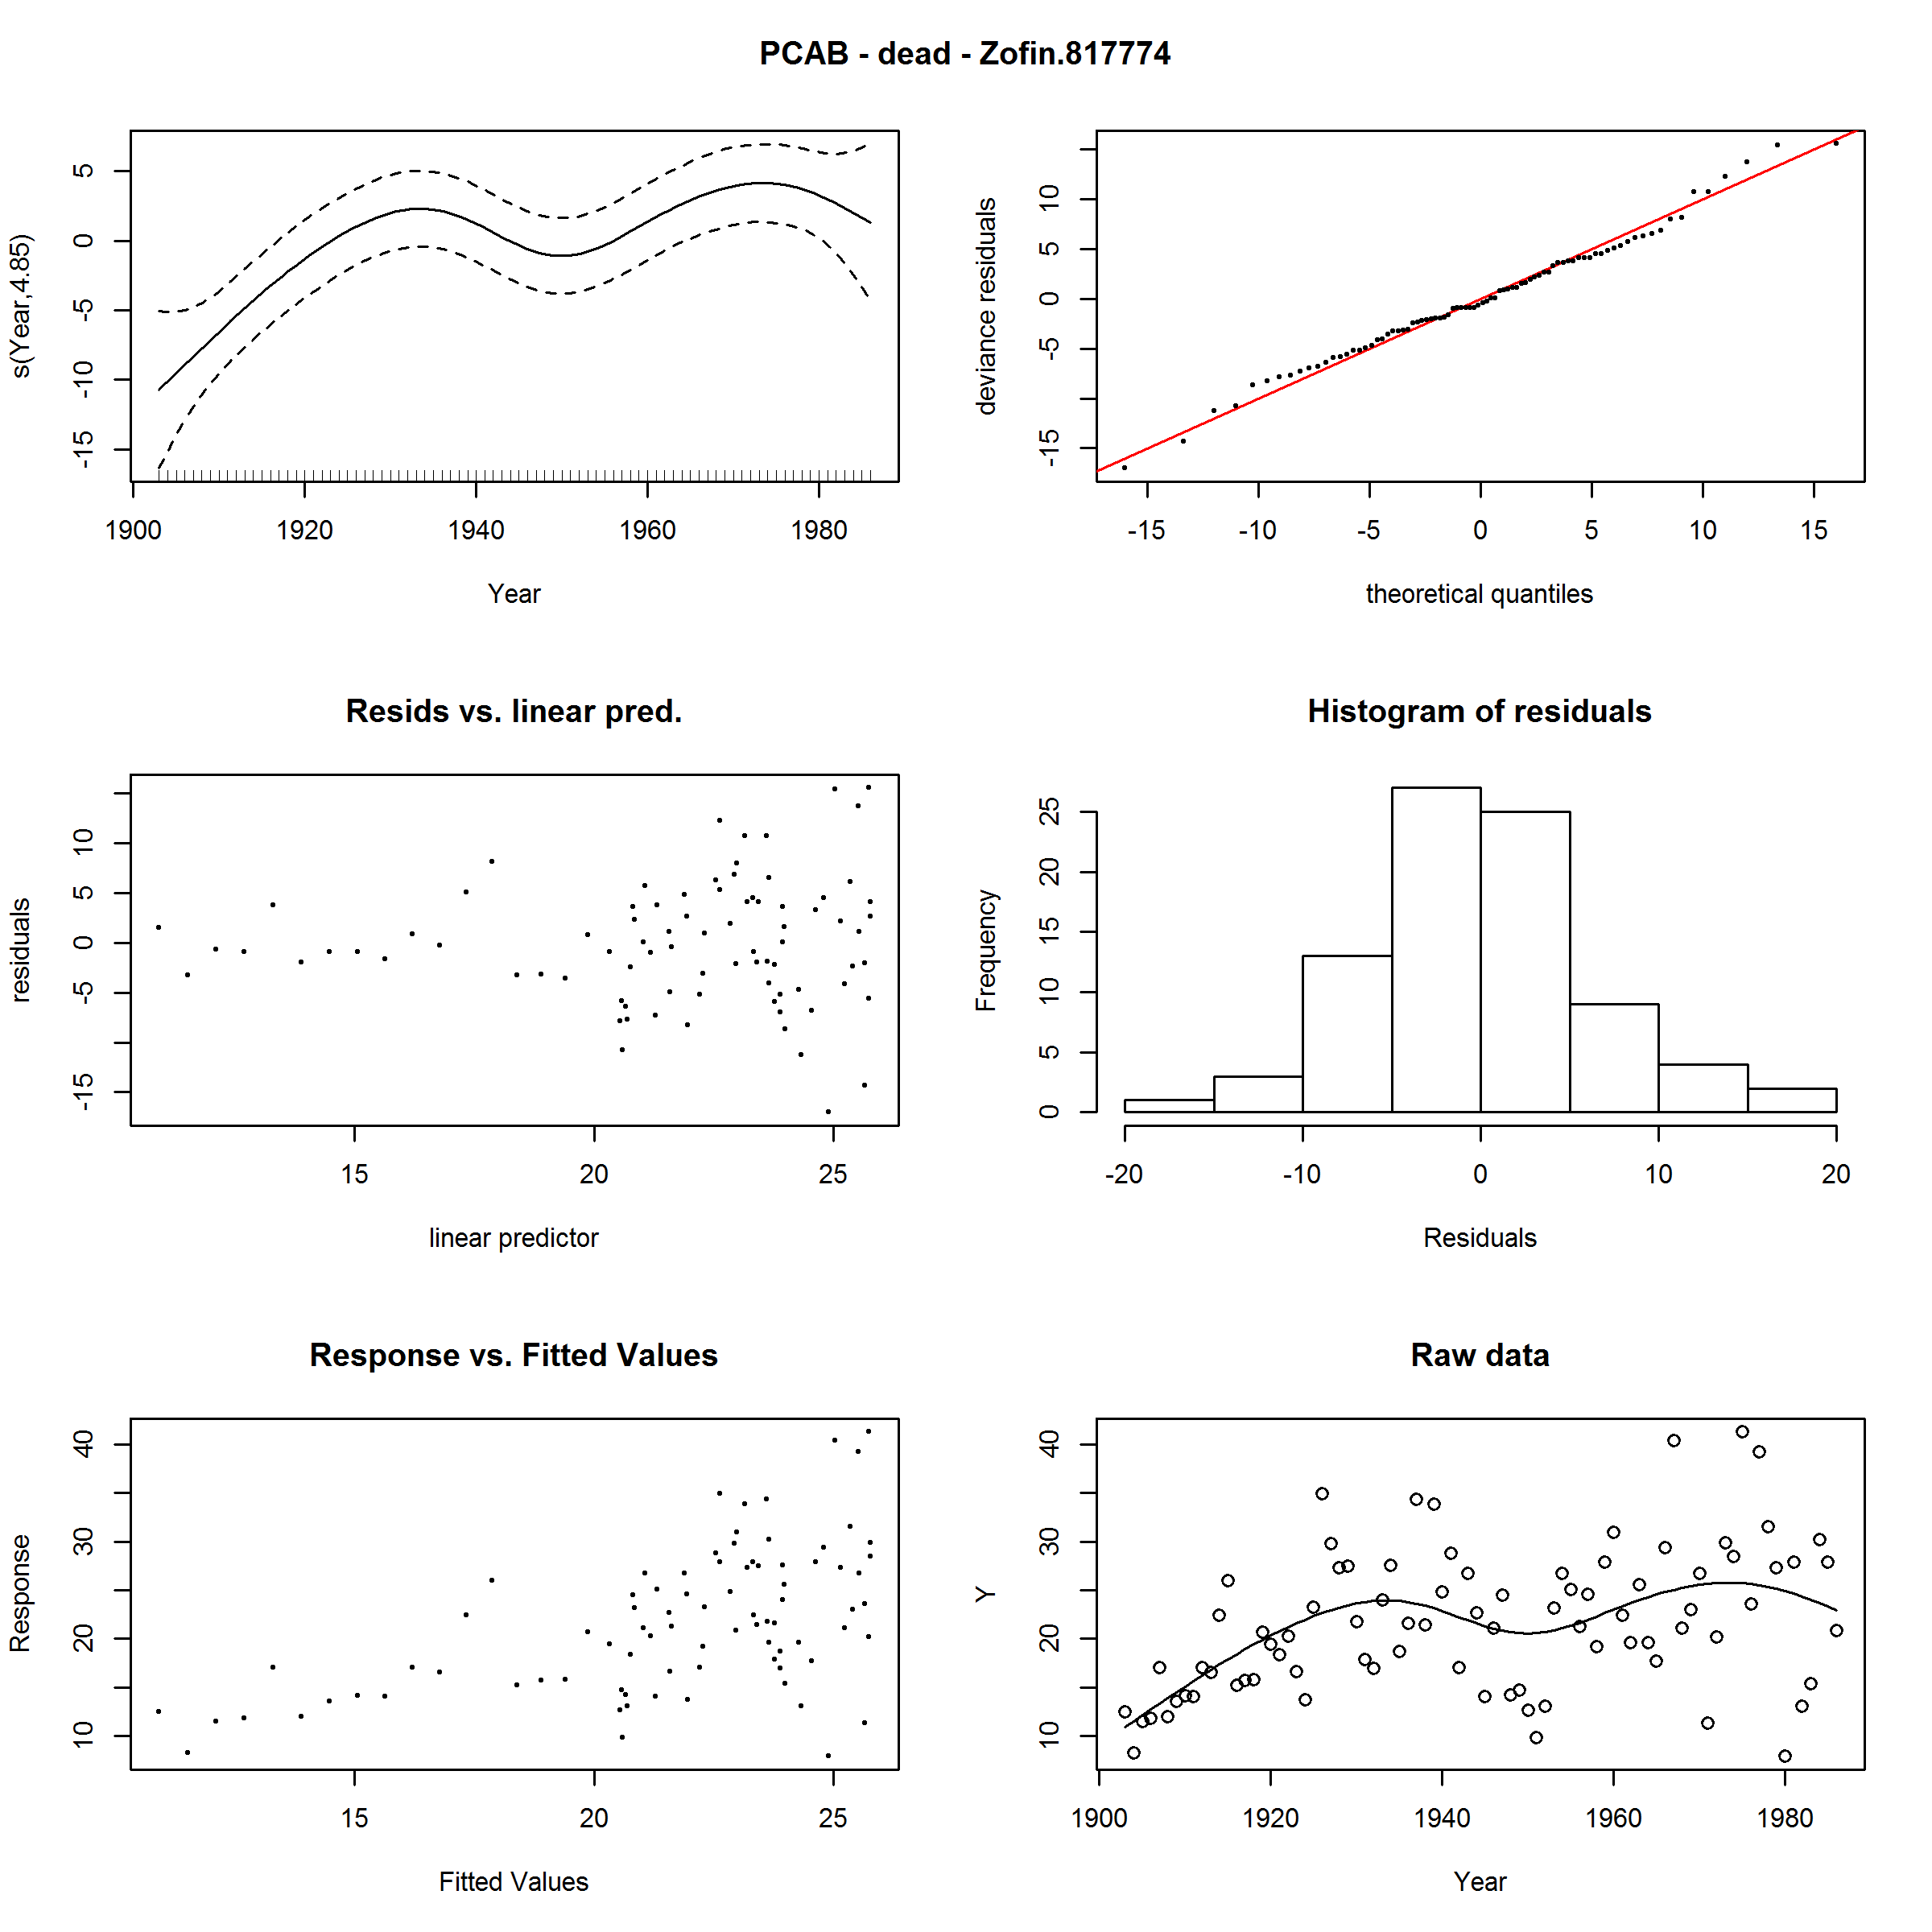 PCAB - dead - Zofin.817774
s(Year,4.85)
5
0
-5
-10
-15
1900 1920 1940 1960 1980
Year
deviance residuals
10
5
0
-5
-15
-15 -10 -5 0 5 10 15
theoretical quantiles
Resids vs. linear pred.
residuals
10
5
0
-5
-15
15 20 25
linear predictor
Histogram of residuals
Frequency
25
20
15
10
5
0
-20 -10 0 10 20
Residuals
Response vs. Fitted Values
Response
40
30
20
10
15 20 25
Fitted Values
Raw data
Y
40
30
20
10
1900 1920 1940 1960 1980
Year